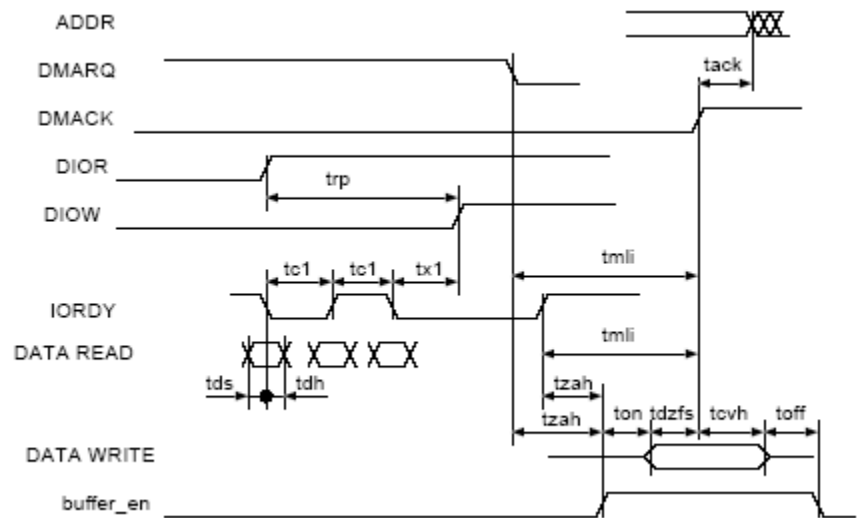 ADDR
tack
DMARQ
DMACK
DIOR
trp
DIOW
tc1 tc1 tx1 tmli
IORDY
DATA READ
tmli
tds tdh tzah
tzah ton tdzfs tcvh toff
DATA WRITE
buffer_en